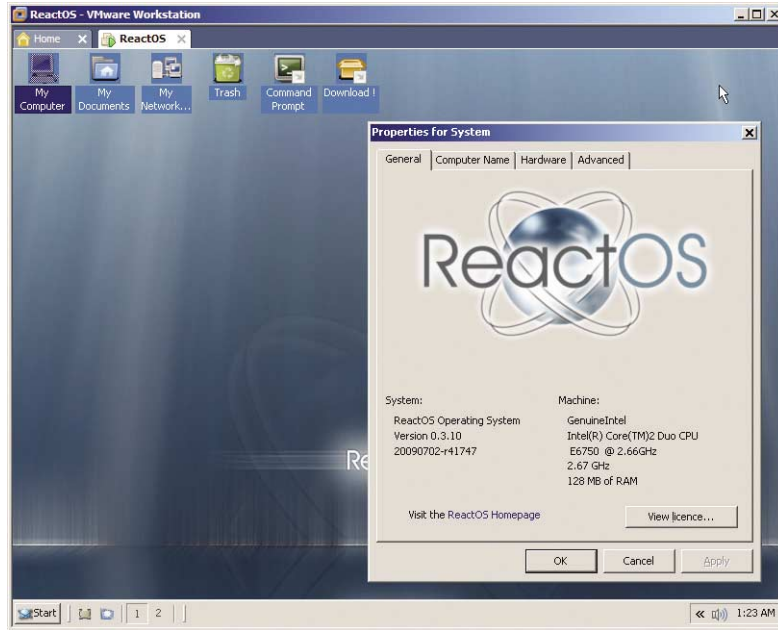 ReactOS - VMware Workstation
Home
ReactOS
My Computer
My Documents
My Network...
Trash
Command Prompt
Download !
Properties for System
General
Computer Name
Hardware
Advanced
ReactOS
System:
ReactOS Operating System
Version 0.3.10
20090702-r41747
Machine:
GenuineIntel
Intel(R) Core(TM)2 Duo CPU
E6750 @ 2.66GHz
2.67 GHz
128 MB of RAM
Visit the ReactOS Homepage
View licence...
OK
Cancel
Apply
Re
Start
1
2
1:23 AM